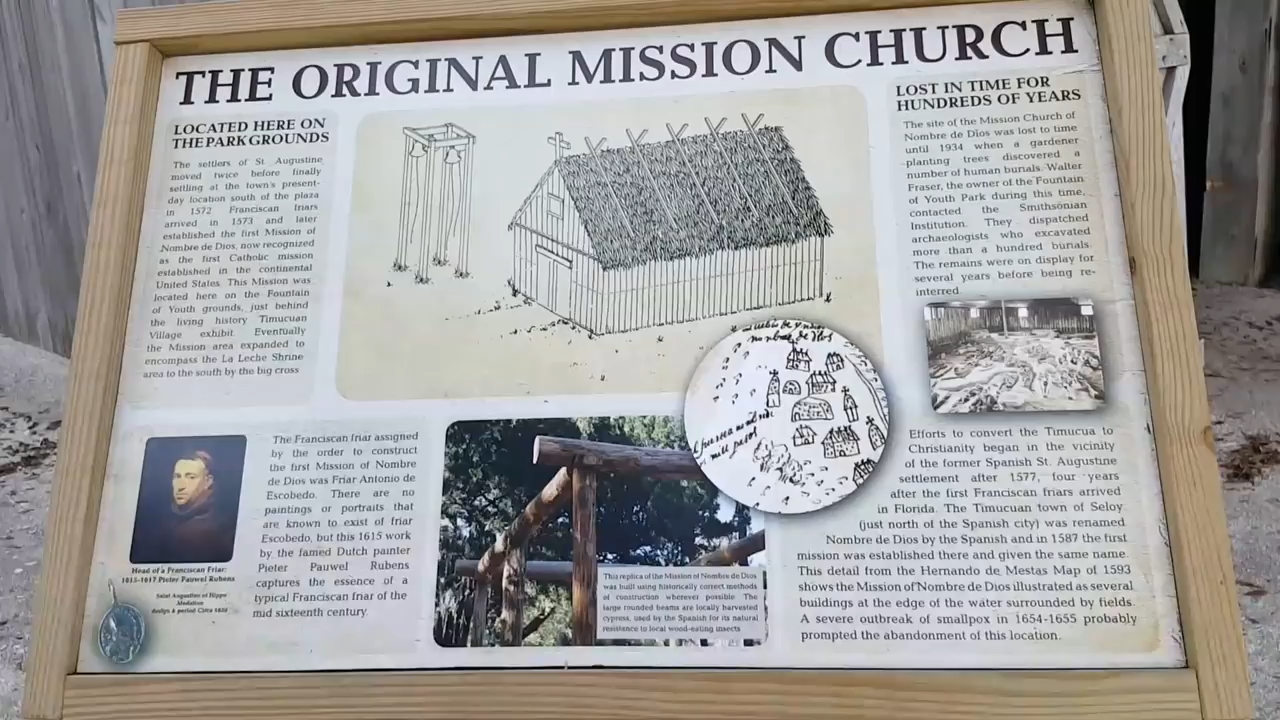 THE ORIGINAL MISSION CHURCH
LOCATED HERE ON
THE PARK GROUNDS
The settlers of St. Augustine
moved twice before finally
settling at the town's present-
day location south of the plaza
in 1572 Franciscan friars
arrived in 1573 and later
established the first Mission of
Nombre de Dios, now recognized
as the first Catholic mission
established in the continental
United States. This Mission was
located here on the Fountain
of Youth grounds, just behind
the living history Timucuan
Village exhibit. Eventually
the Mission area expanded to
encompass the La Leche Shrine
area to the south by the big cross
LOST IN TIME FOR
HUNDREDS OF YEARS
The site of the Mission Church of
Nombre de Dios was lost to time
until 1934 when a gardener
planting trees discovered a
number of human burials. Walter
Fraser, the owner of the Fountain
of Youth Park during this time,
contacted the Smithsonian
Institution. They dispatched
archaeologists who excavated
more than a hundred burials.
The remains were on display for
several years before being re-
interred.
nombre de dios
Head of a Franciscan Friar:
1615-1617 Pieter Pauwel Rubens
Saint Augustine of Hippo
Medallion
design & period Circa 1650
The Franciscan friar assigned
by the order to construct
the first Mission of Nombre
de Dios was Friar Antonio de
Escobedo. There are no
paintings or portraits that
are known to exist of friar
Escobedo, but this 1615 work
by the famed Dutch painter
Pieter Pauwel Rubens
captures the essence of a
typical Franciscan friar of the
mid sixteenth century.
This replica of the Mission of Nombre de Dios
was built using historically correct methods
of construction wherever possible. The
large rounded beams are locally harvested
cypress, used by the Spanish for its natural
resistance to local wood-eating insects
Efforts to convert the Timucua to
Christianity began in the vicinity
of the former Spanish St. Augustine
settlement after 1577, four years
after the first Franciscan friars arrived
in Florida. The Timucuan town of Seloy
(just north of the Spanish city) was renamed
Nombre de Dios by the Spanish and in 1587 the first
mission was established there and given the same name.
This detail from the Hernando de Mestas Map of 1593
shows the Mission of Nombre de Dios illustrated as several
buildings at the edge of the water surrounded by fields.
A severe outbreak of smallpox in 1654-1655 probably
prompted the abandonment of this location.